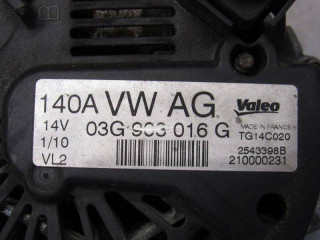 140A VW AG Valeo
14V 03G 903 016 G MADE IN FRANCE
TG14C020
1/10 2543398B
VL2 210000231